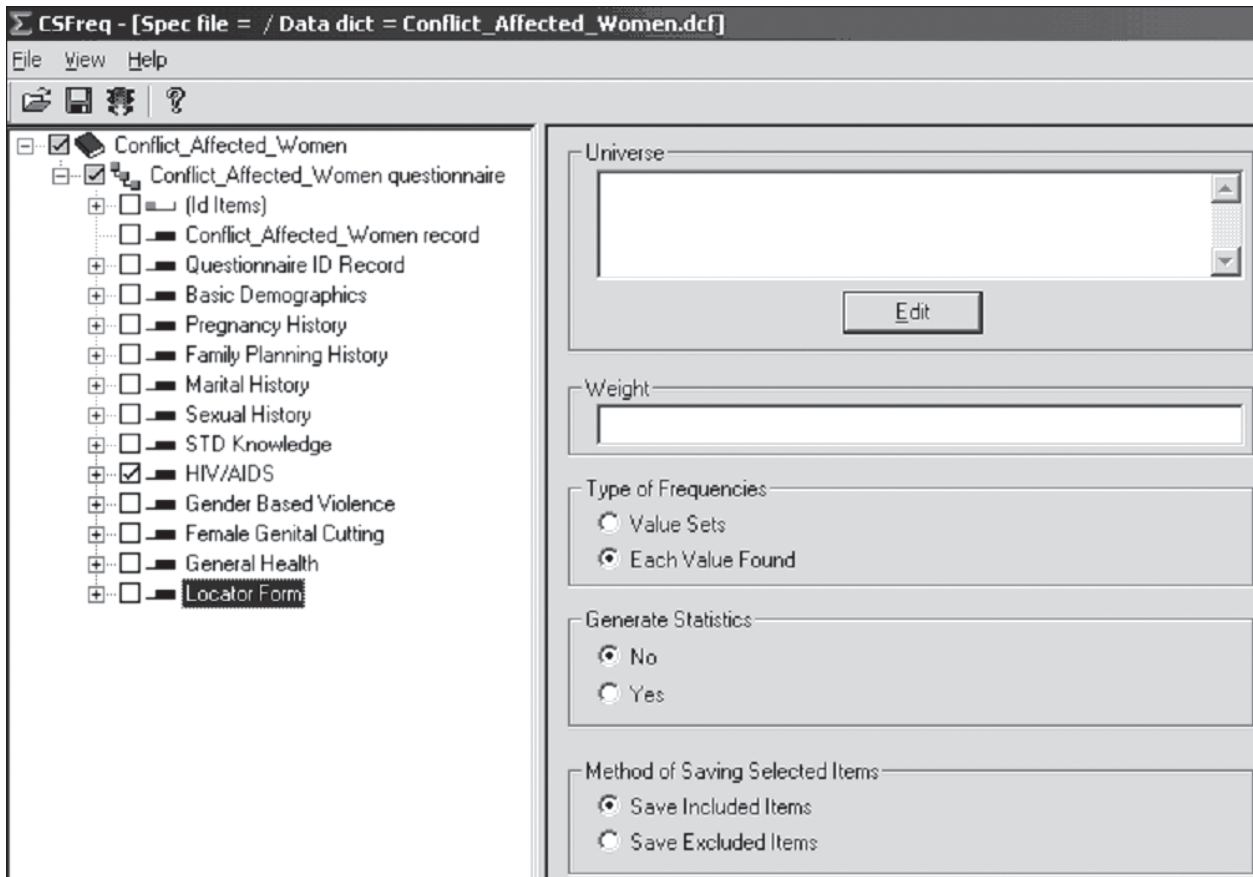 CSFreq - [Spec file = / Data dict = Conflict_Affected_Women.dcf]
File View Help
Conflict_Affected_Women
Conflict_Affected_Women questionnaire
(Id Items)
Conflict_Affected_Women record
Questionnaire ID Record
Basic Demographics
Pregnancy History
Family Planning History
Marital History
Sexual History
STD Knowledge
HIV/AIDS
Gender Based Violence
Female Genital Cutting
General Health
Locator Form
Universe
Edit
Weight
Type of Frequencies
Value Sets
Each Value Found
Generate Statistics
No
Yes
Method of Saving Selected Items
Save Included Items
Save Excluded Items